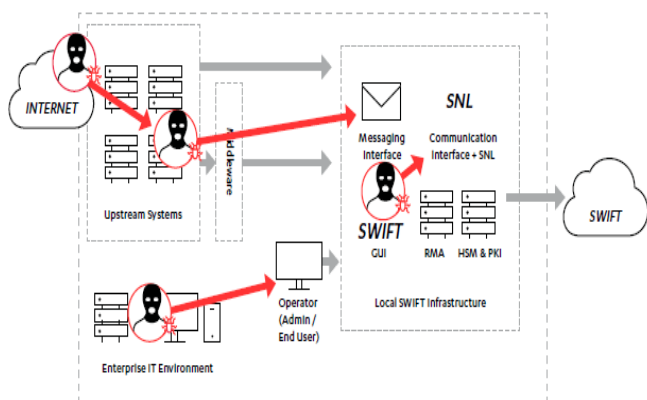 INTERNET
Upstream Systems
Middleware
SNL
Messaging
Interface
Communication
Interface + SNL
SWIFT
GUI
RMA
HSM & PKI
Local SWIFT Infrastructure
SWIFT
Operator
(Admin /
End User)
Enterprise IT Environment